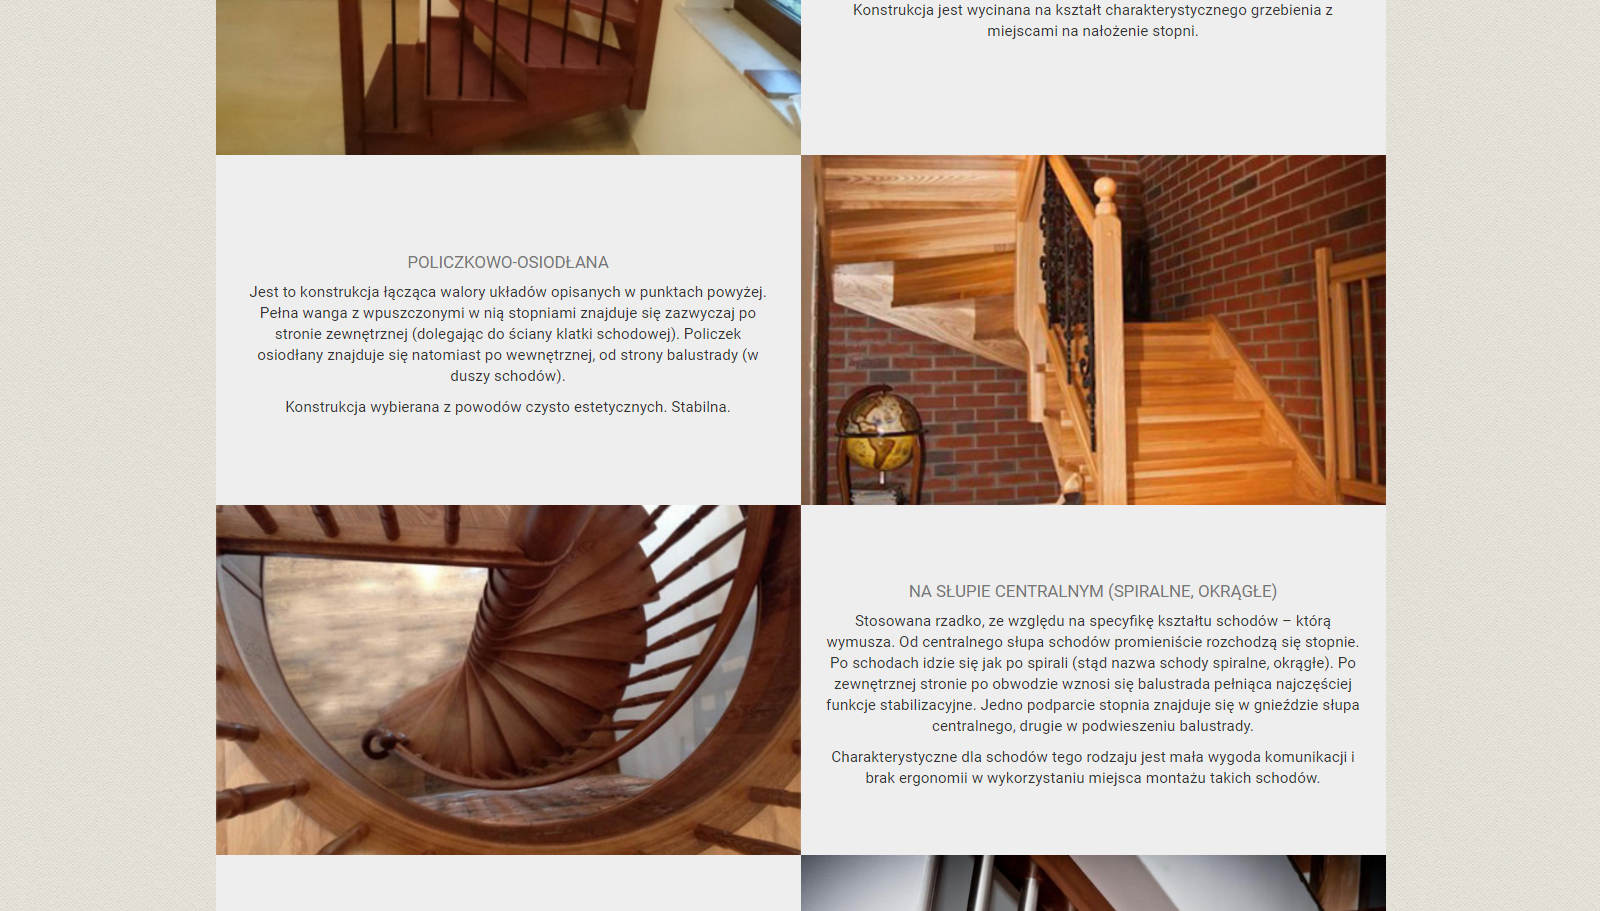 Konstrukcja jest wycinana na kształt charakterystycznego grzebienia z
miejscami na nałożenie stopni.
POLICZKOWO-OSIODŁANA
Jest to konstrukcja łącząca walory układów opisanych w punktach powyżej.
Pełna wanga z wpuszczonymi w nią stopniami znajduje się zazwyczaj po
stronie zewnętrznej (dolegając do ściany klatki schodowej). Policzek
osiodłany znajduje się natomiast po wewnętrznej, od strony balustrady (w
duszy schodów).
Konstrukcja wybierana z powodów czysto estetycznych. Stabilna.
NA SŁUPIE CENTRALNYM (SPIRALNE, OKRĄGŁE)
Stosowana rzadko, ze względu na specyfikę kształtu schodów – którą
wymusza. Od centralnego słupa schodów promieniście rozchodzą się stopnie.
Po schodach idzie się jak po spirali (stąd nazwa schody spiralne, okrągłe). Po
zewnętrznej stronie po obwodzie wznosi się balustrada pełniąca najczęściej
funkcje stabilizacyjne. Jedno podparcie stopnia znajduje się w gnieździe słupa
centralnego, drugie w podwieszeniu balustrady.
Charakterystyczne dla schodów tego rodzaju jest mała wygoda komunikacji i
brak ergonomii w wykorzystaniu miejsca montażu takich schodów.